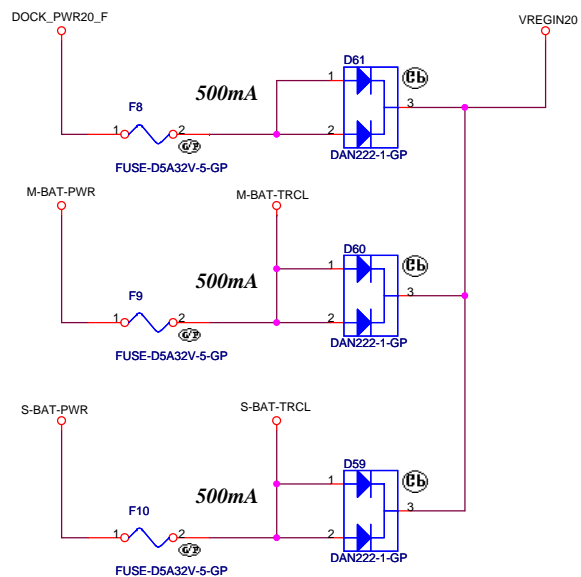 DOCK_PWR20_F
VREGIN20
D61
500mA
1
3
F8
1
2
2
G/P
DAN222-1-GP
FUSE-D5A32V-5-GP
M-BAT-PWR
M-BAT-TRCL
D60
500mA
1
3
F9
1
2
2
G/P
DAN222-1-GP
FUSE-D5A32V-5-GP
S-BAT-PWR
S-BAT-TRCL
D59
500mA
1
3
F10
1
2
2
G/P
DAN222-1-GP
FUSE-D5A32V-5-GP